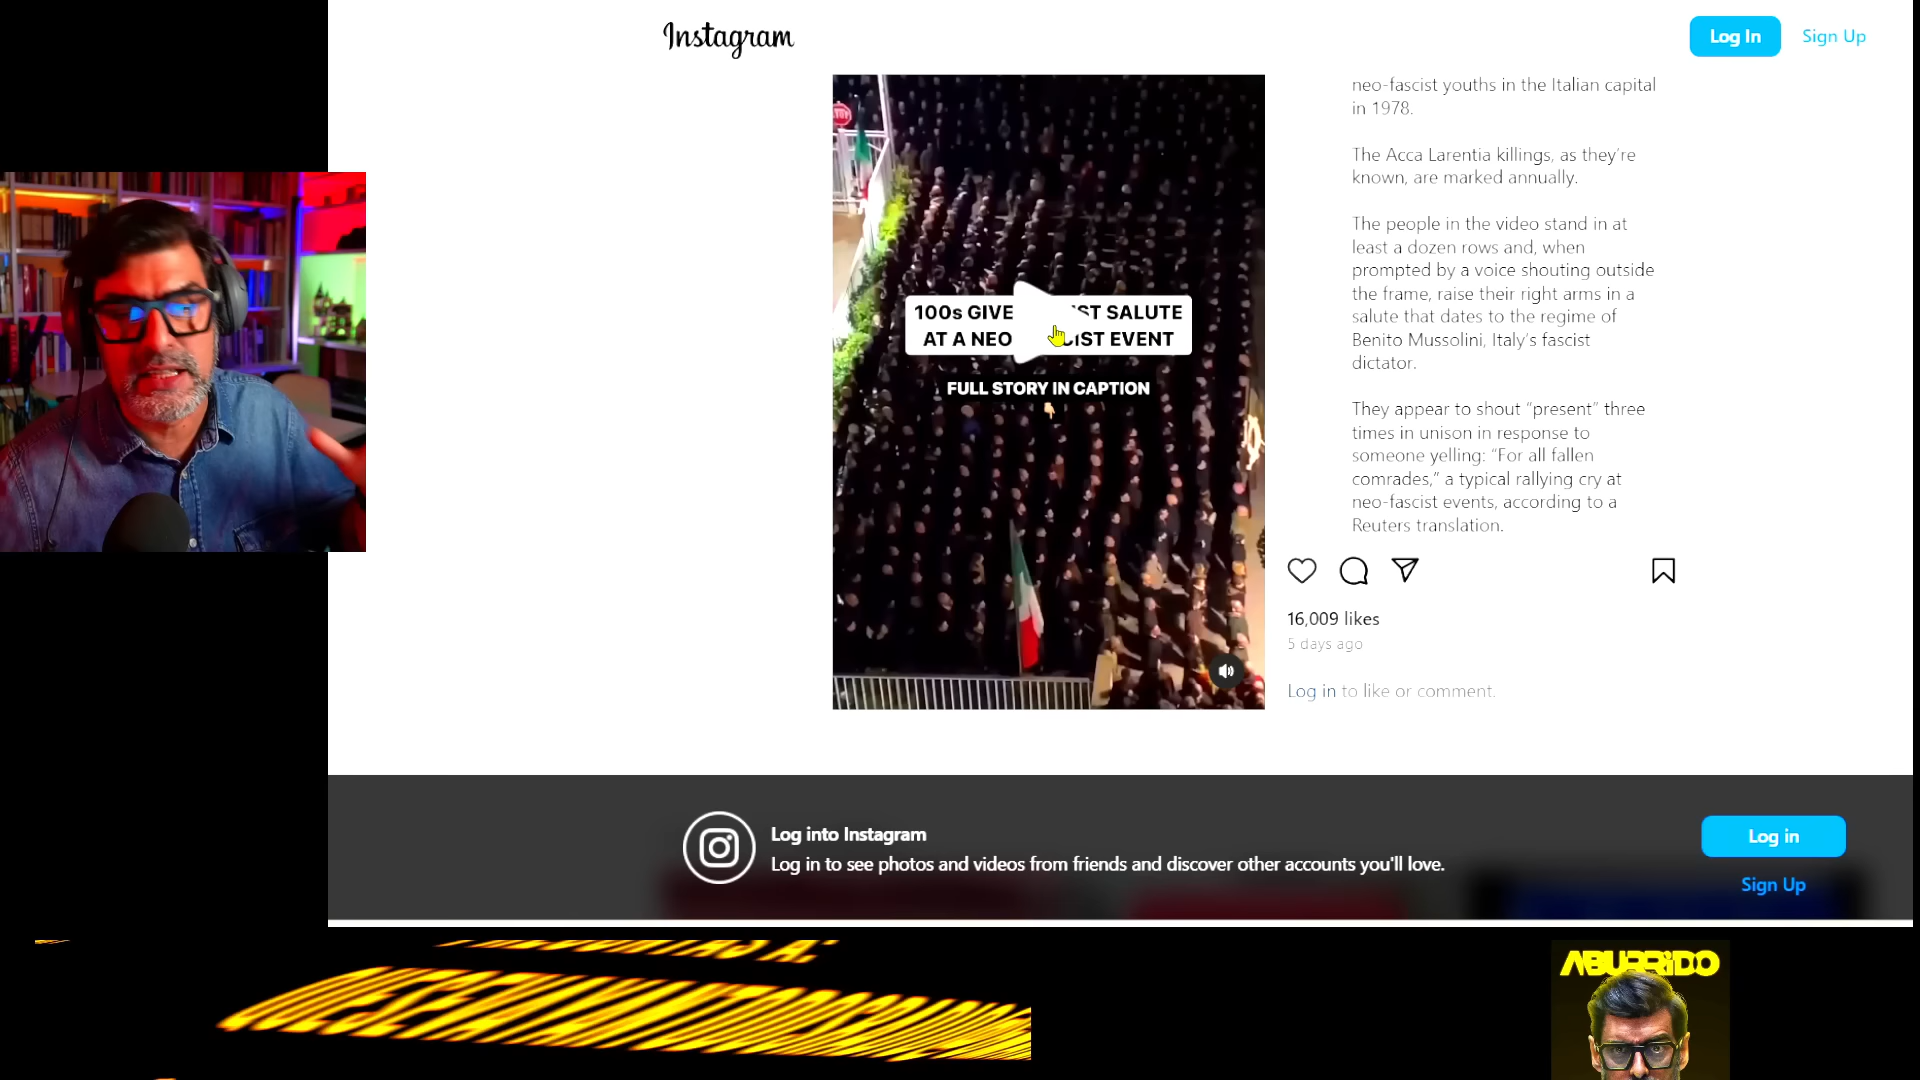 Instagram
Log In
Sign Up
neo-fascist youths in the Italian capital
in 1978.
The Acca Larentia killings, as they're
known, are marked annually.
The people in the video stand in at
least a dozen rows and, when
prompted by a voice shouting outside
the frame, raise their right arms in a
salute that dates to the regime of
Benito Mussolini, Italy's fascist
dictator.
They appear to shout “present” three
times in unison in response to
someone yelling: “For all fallen
comrades,” a typical rallying cry at
neo-fascist events, according to a
Reuters translation.
100s GIVE ST SALUTE
AT A NEO CIST EVENT
FULL STORY IN CAPTION
16,009 likes
5 days ago
Log in to like or comment.
Log into Instagram
Log in to see photos and videos from friends and discover other accounts you'll love.
Log in
Sign Up
ABURRIDO